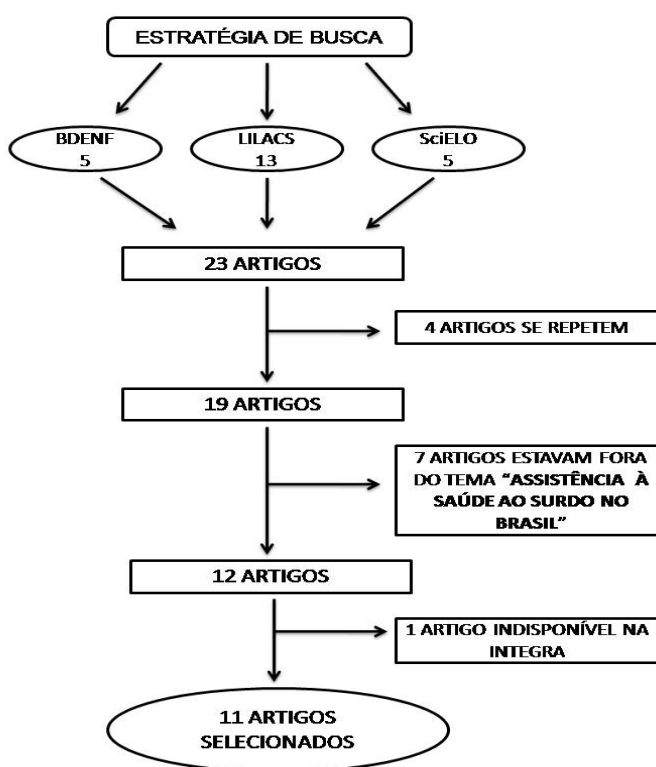 ESTRATÉGIA DE BUSCA
BDENF
5
LILACS
13
SciELO
5
23 ARTIGOS
4 ARTIGOS SE REPETEM
19 ARTIGOS
7 ARTIGOS ESTAVAM FORA
DO TEMA “ASSISTÊNCIA À
SAÚDE AO SURDO NO
BRASIL”
12 ARTIGOS
1 ARTIGO INDISPONÍVEL NA
INTEGRA
11 ARTIGOS
SELECIONADOS